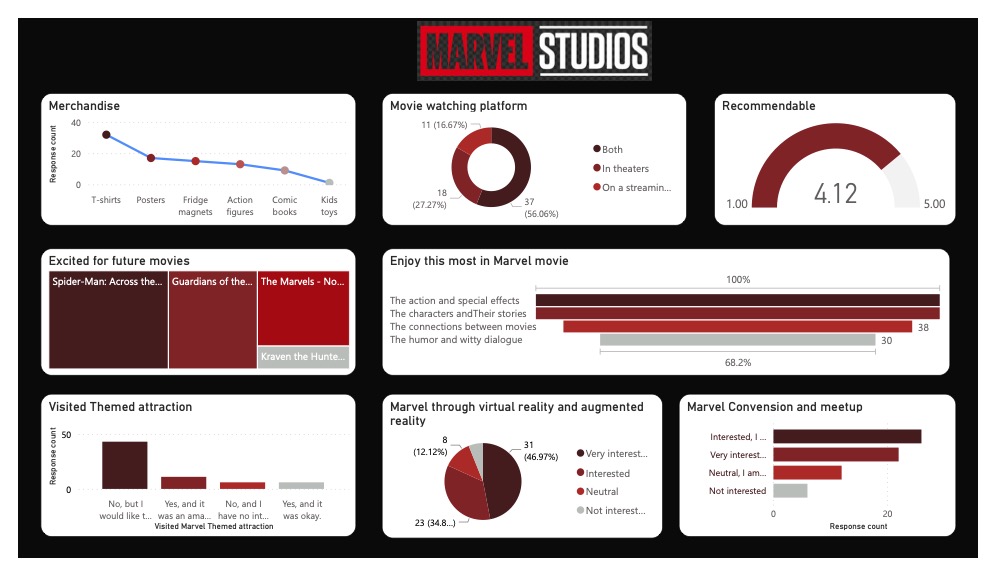 MARVEL STUDIOS
Merchandise
Response count
40
20
0
T-shirts
Posters
Fridge
magnets
Action
figures
Comic
books
Kids
toys
Movie watching platform
11 (16.67%)
18
(27.27%)
37
(56.06%)
Both
In theaters
On a streamin...
Recommendable
4.12
1.00
5.00
Excited for future movies
Spider-Man: Across the...
Guardians of the...
The Marvels - No...
Kraven the Hunte...
Enjoy this most in Marvel movie
100%
The action and special effects
The characters andTheir stories
The connections between movies
38
The humor and witty dialogue
30
68.2%
Visited Themed attraction
Response count
50
0
No, but I
would like t...
Yes, and it
was an ama...
No, and I
have no int...
Yes, and it
was okay.
Visited Marvel Themed attraction
Marvel through virtual reality and augmented
reality
8
(12.12%)
31
(46.97%)
23 (34.8...)
Very interest...
Interested
Neutral
Not interest...
Marvel Convension and meetup
Interested, I ...
Very interest...
Neutral, I am...
Not interested
0
20
Response count